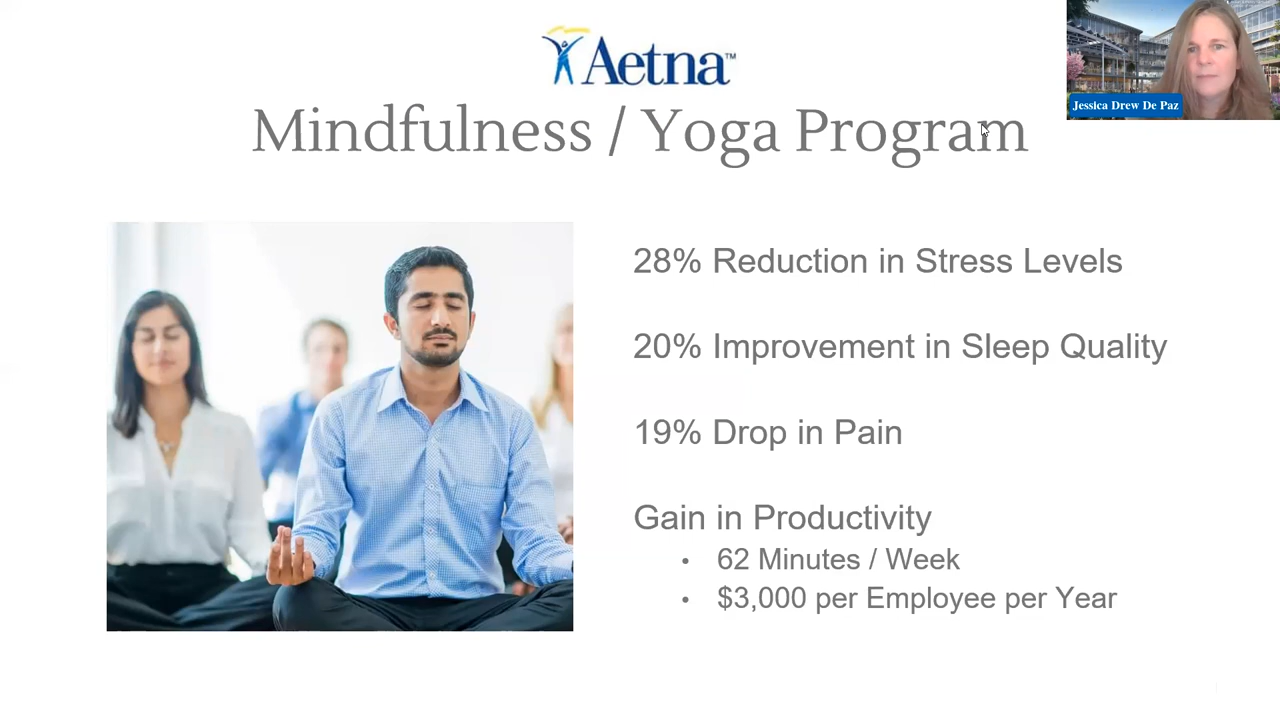 Aetna™
Mindfulness / Yoga Program
Jessica Drew De Paz
28% Reduction in Stress Levels
20% Improvement in Sleep Quality
19% Drop in Pain
Gain in Productivity
• 62 Minutes / Week
• $3,000 per Employee per Year